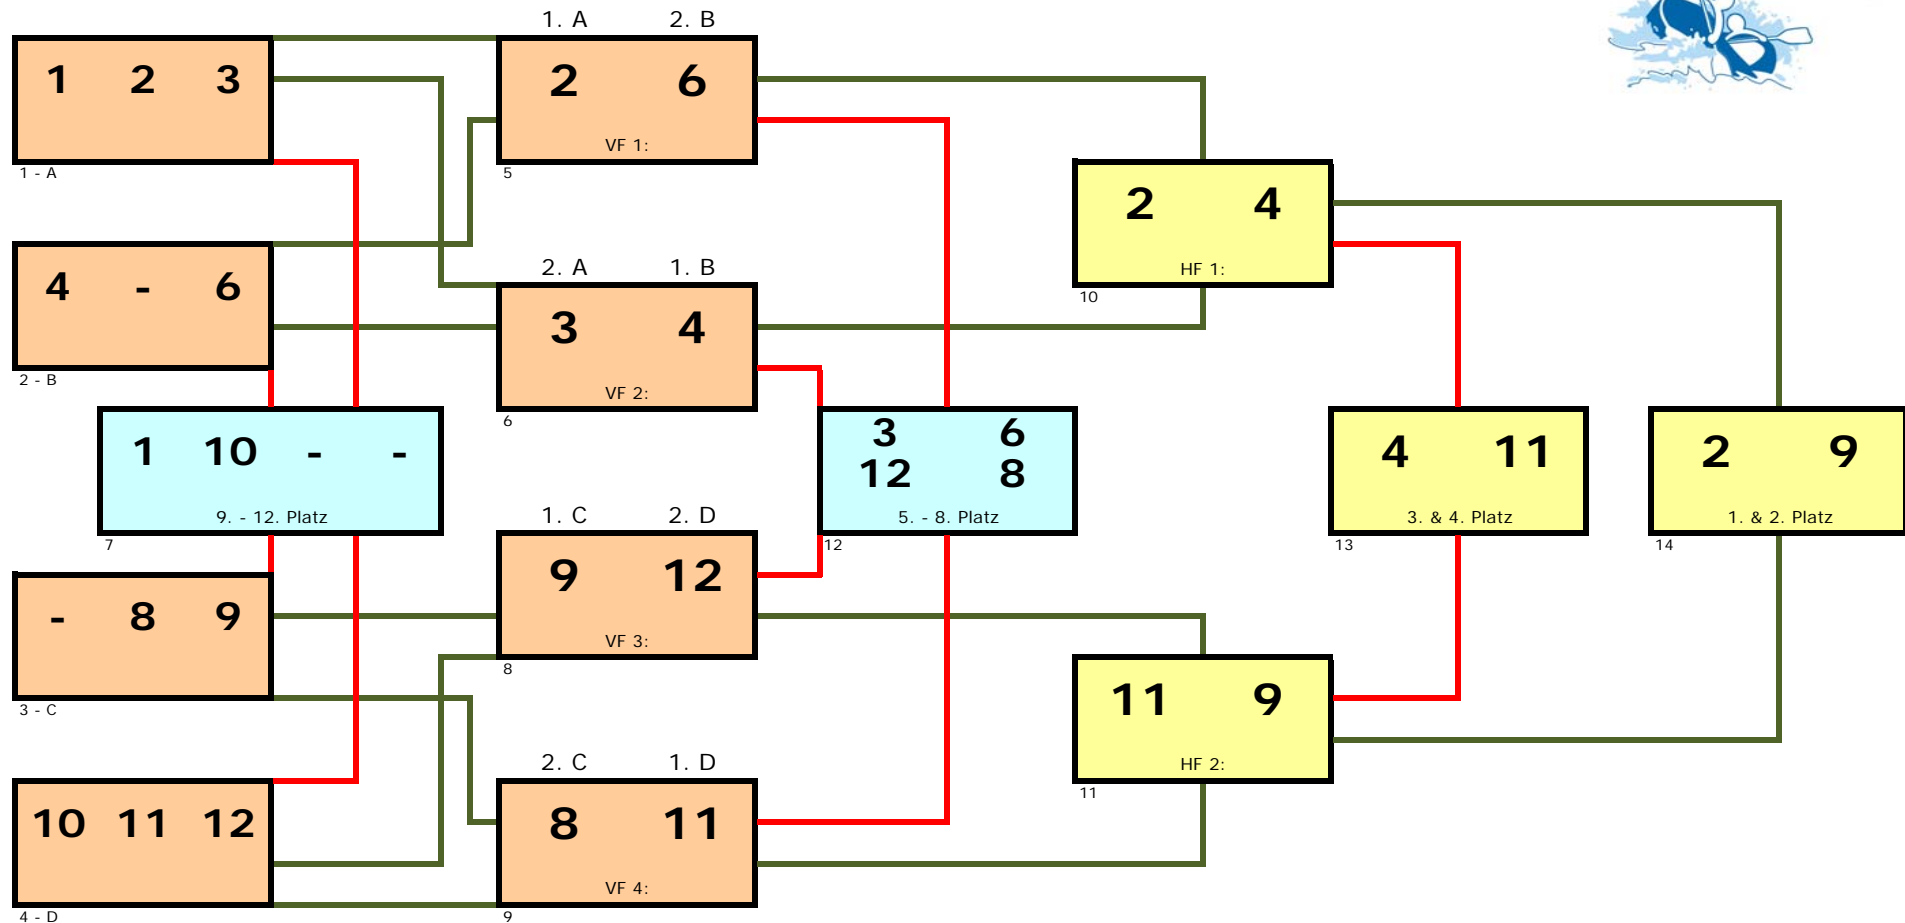 1. A 2. B
1 2 3
2 6
VF 1:
1 - A
5
2 4
HF 1:
10
4 - 6
2. A 1. B
3 4
VF 2:
2 - B
6
1 10 - -
9. - 12. Platz
7
3 6
12 8
5. - 8. Platz
12
4 11
3. & 4. Platz
13
2 9
1. & 2. Platz
14
1. C 2. D
- 8 9
9 12
VF 3:
3 - C
8
11 9
HF 2:
11
2. C 1. D
10 11 12
8 11
VF 4:
4 - D
9